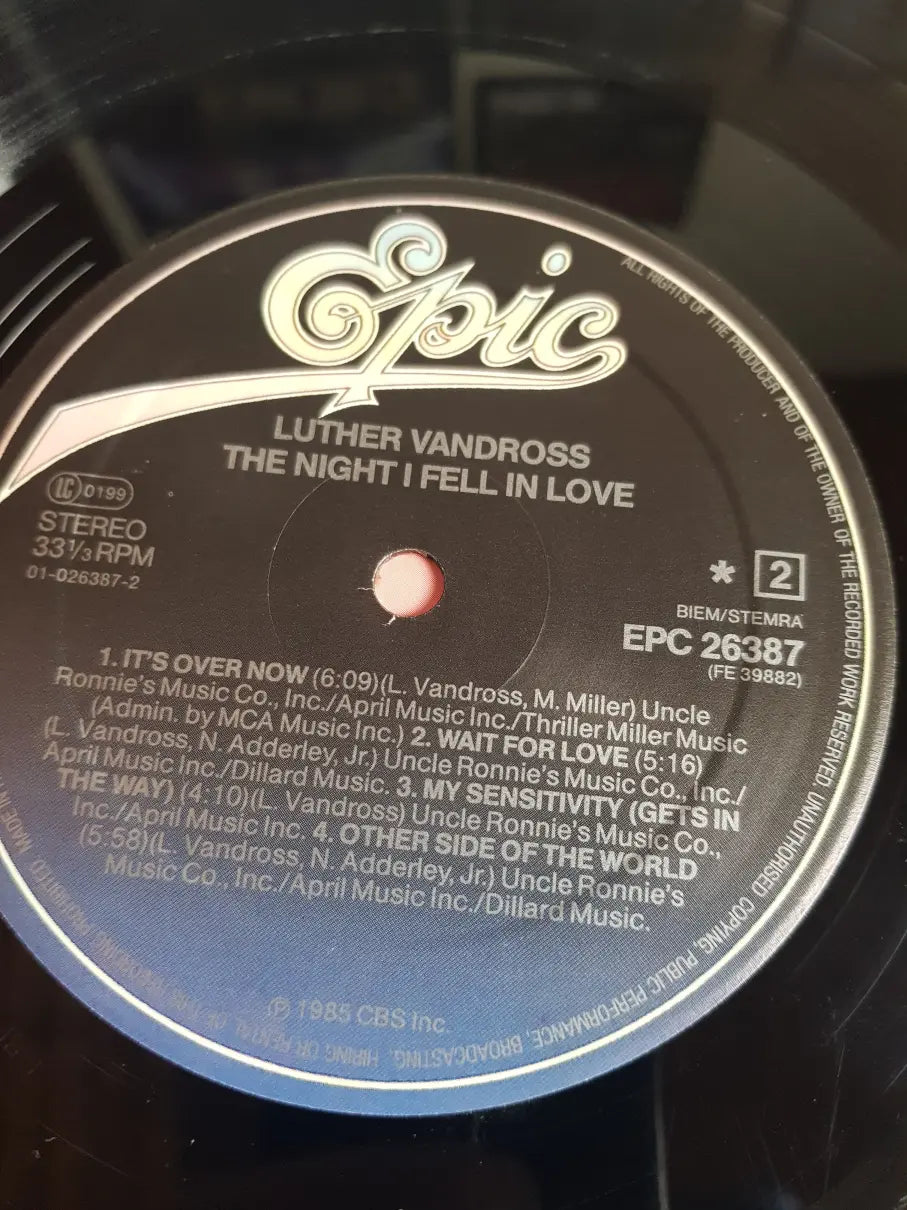 Epic
LUTHER VANDROSS
THE NIGHT I FELL IN LOVE
LC 0199
STEREO
33⅓ RPM
01-026387-2
* 2
BIEM/STEMRA
EPC 26387
(FE 39882)
1. IT'S OVER NOW (6:09)(L. Vandross, M. Miller) Uncle
Ronnie's Music Co., Inc./April Music Inc./Thriller Miller Music
(Admin. by MCA Music Inc.) 2. WAIT FOR LOVE (5:16)
(L. Vandross, N. Adderley, Jr.) Uncle Ronnie's Music Co., Inc./
April Music Inc./Dillard Music. 3. MY SENSITIVITY (GETS IN
THE WAY) (4:10)(L. Vandross) Uncle Ronnie's Music Co.,
Inc./April Music Inc. 4. OTHER SIDE OF THE WORLD
(5:58)(L. Vandross, N. Adderley, Jr.) Uncle Ronnie's
Music Co., Inc./April Music Inc./Dillard Music.
℗ 1985 CBS Inc.
ALL RIGHTS OF THE PRODUCER AND OF THE OWNER OF THE RECORDED WORK RESERVED. UNAUTHORISED COPYING, PUBLIC PERFORMANCE, BROADCASTING, HIRING OR RENTAL OF THIS RECORDING PROHIBITED. MADE IN